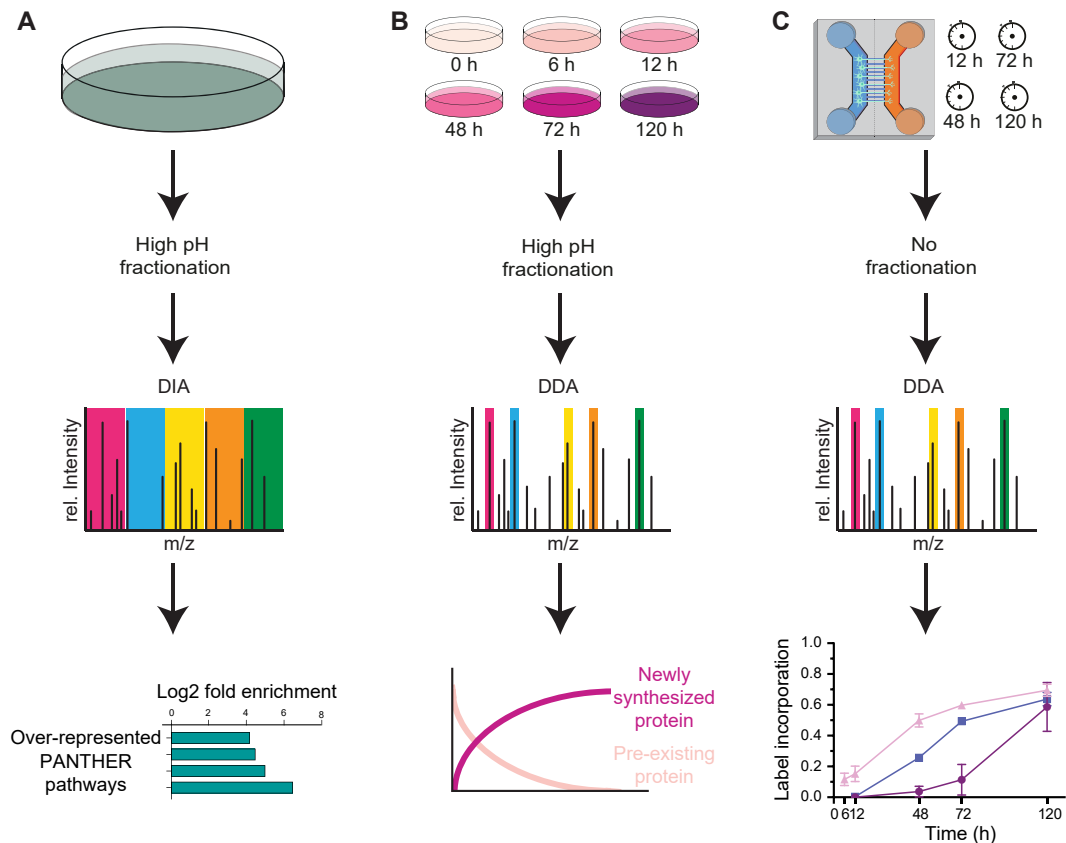 A
High pH
fractionation
DIA
rel. Intensity
m/z
Log2 fold enrichment
0 2 4 6 8
Over-represented
PANTHER
pathways
B
0 h 6 h 12 h
48 h 72 h 120 h
High pH
fractionation
DDA
rel. Intensity
m/z
Newly
synthesized
protein
Pre-existing
protein
C
12 h 72 h
48 h 120 h
No
fractionation
DDA
rel. Intensity
m/z
Label incorporation
1.0
0.8
0.6
0.4
0.2
0.0
0 6 12 48 72 120
Time (h)